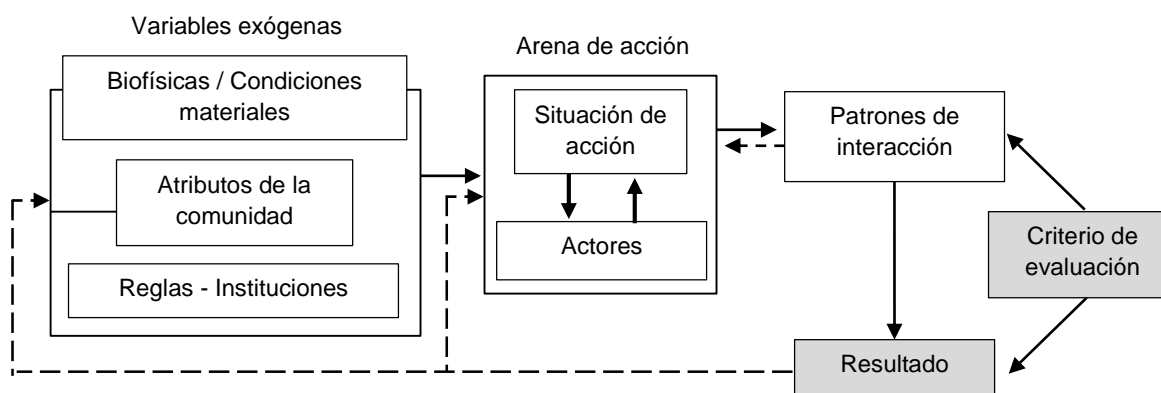 Variables exógenas
Biofísicas / Condiciones
materiales
Atributos de la
comunidad
Reglas - Instituciones
Arena de acción
Situación de
acción
Actores
Patrones de
interacción
Criterio de
evaluación
Resultado